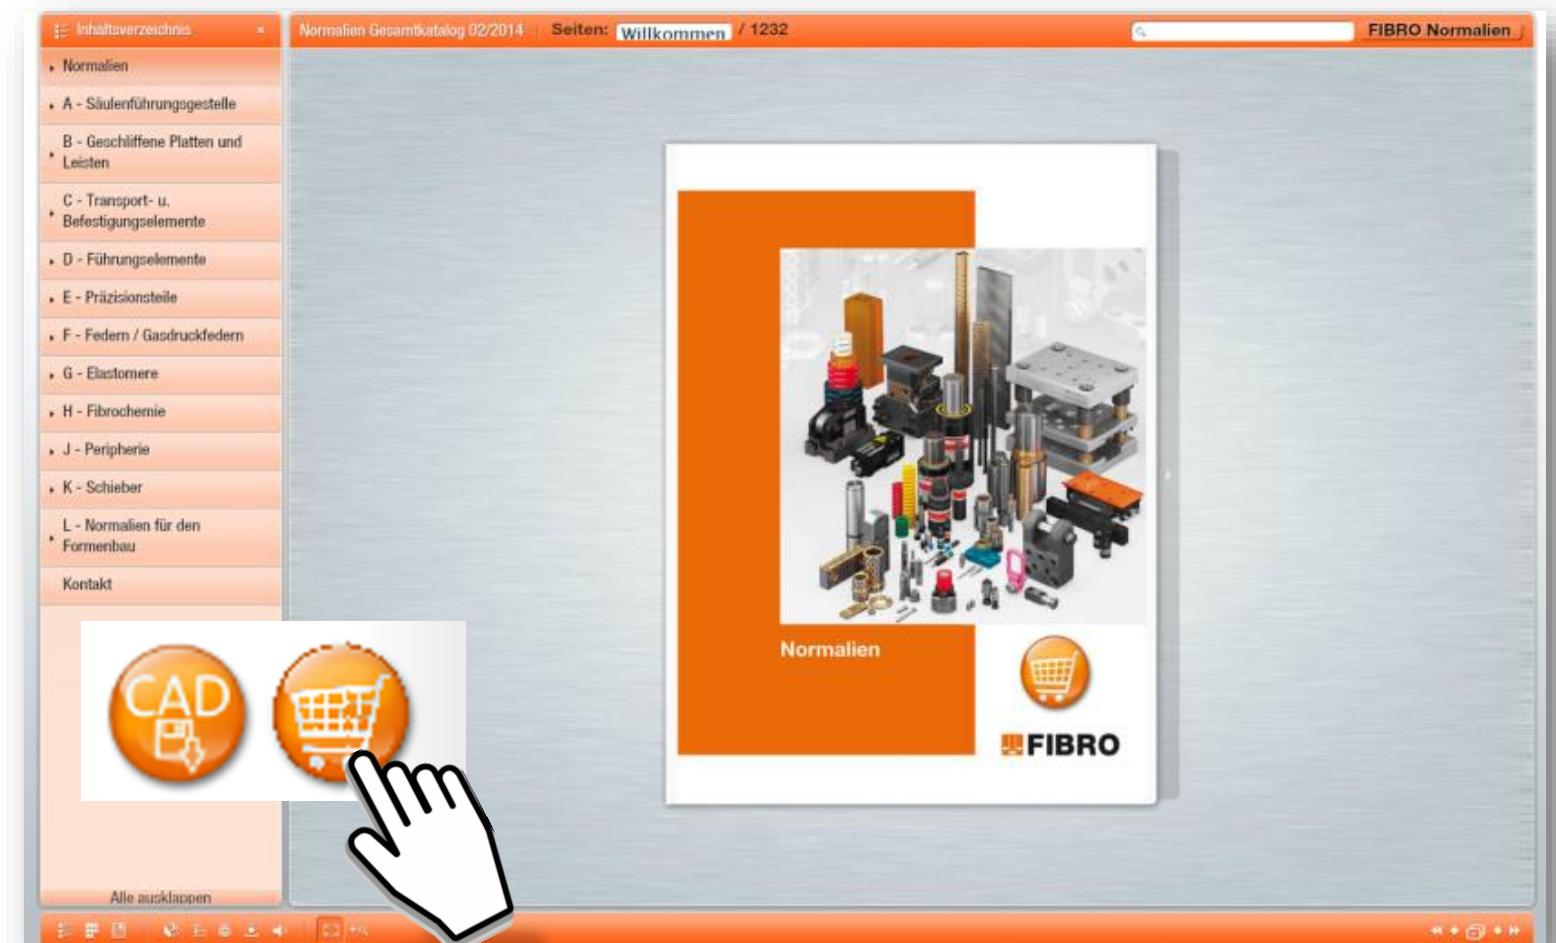 Inhaltsverzeichnis
Normalien Gesamtkatalog 02/2014 Seiten: Willkommen / 1232
FIBRO Normalien
Normalien
A - Säulenführungsgestelle
B - Geschliffene Platten und
Leisten
C - Transport- u.
Befestigungselemente
D - Führungselemente
E - Präzisionsteile
F - Federn / Gasdruckfedern
G - Elastomere
H - Fibrochemie
J - Peripherie
K - Schieber
L - Normalien für den
Formenbau
Kontakt
CAD
Alle ausklappen
Normalien
FIBRO